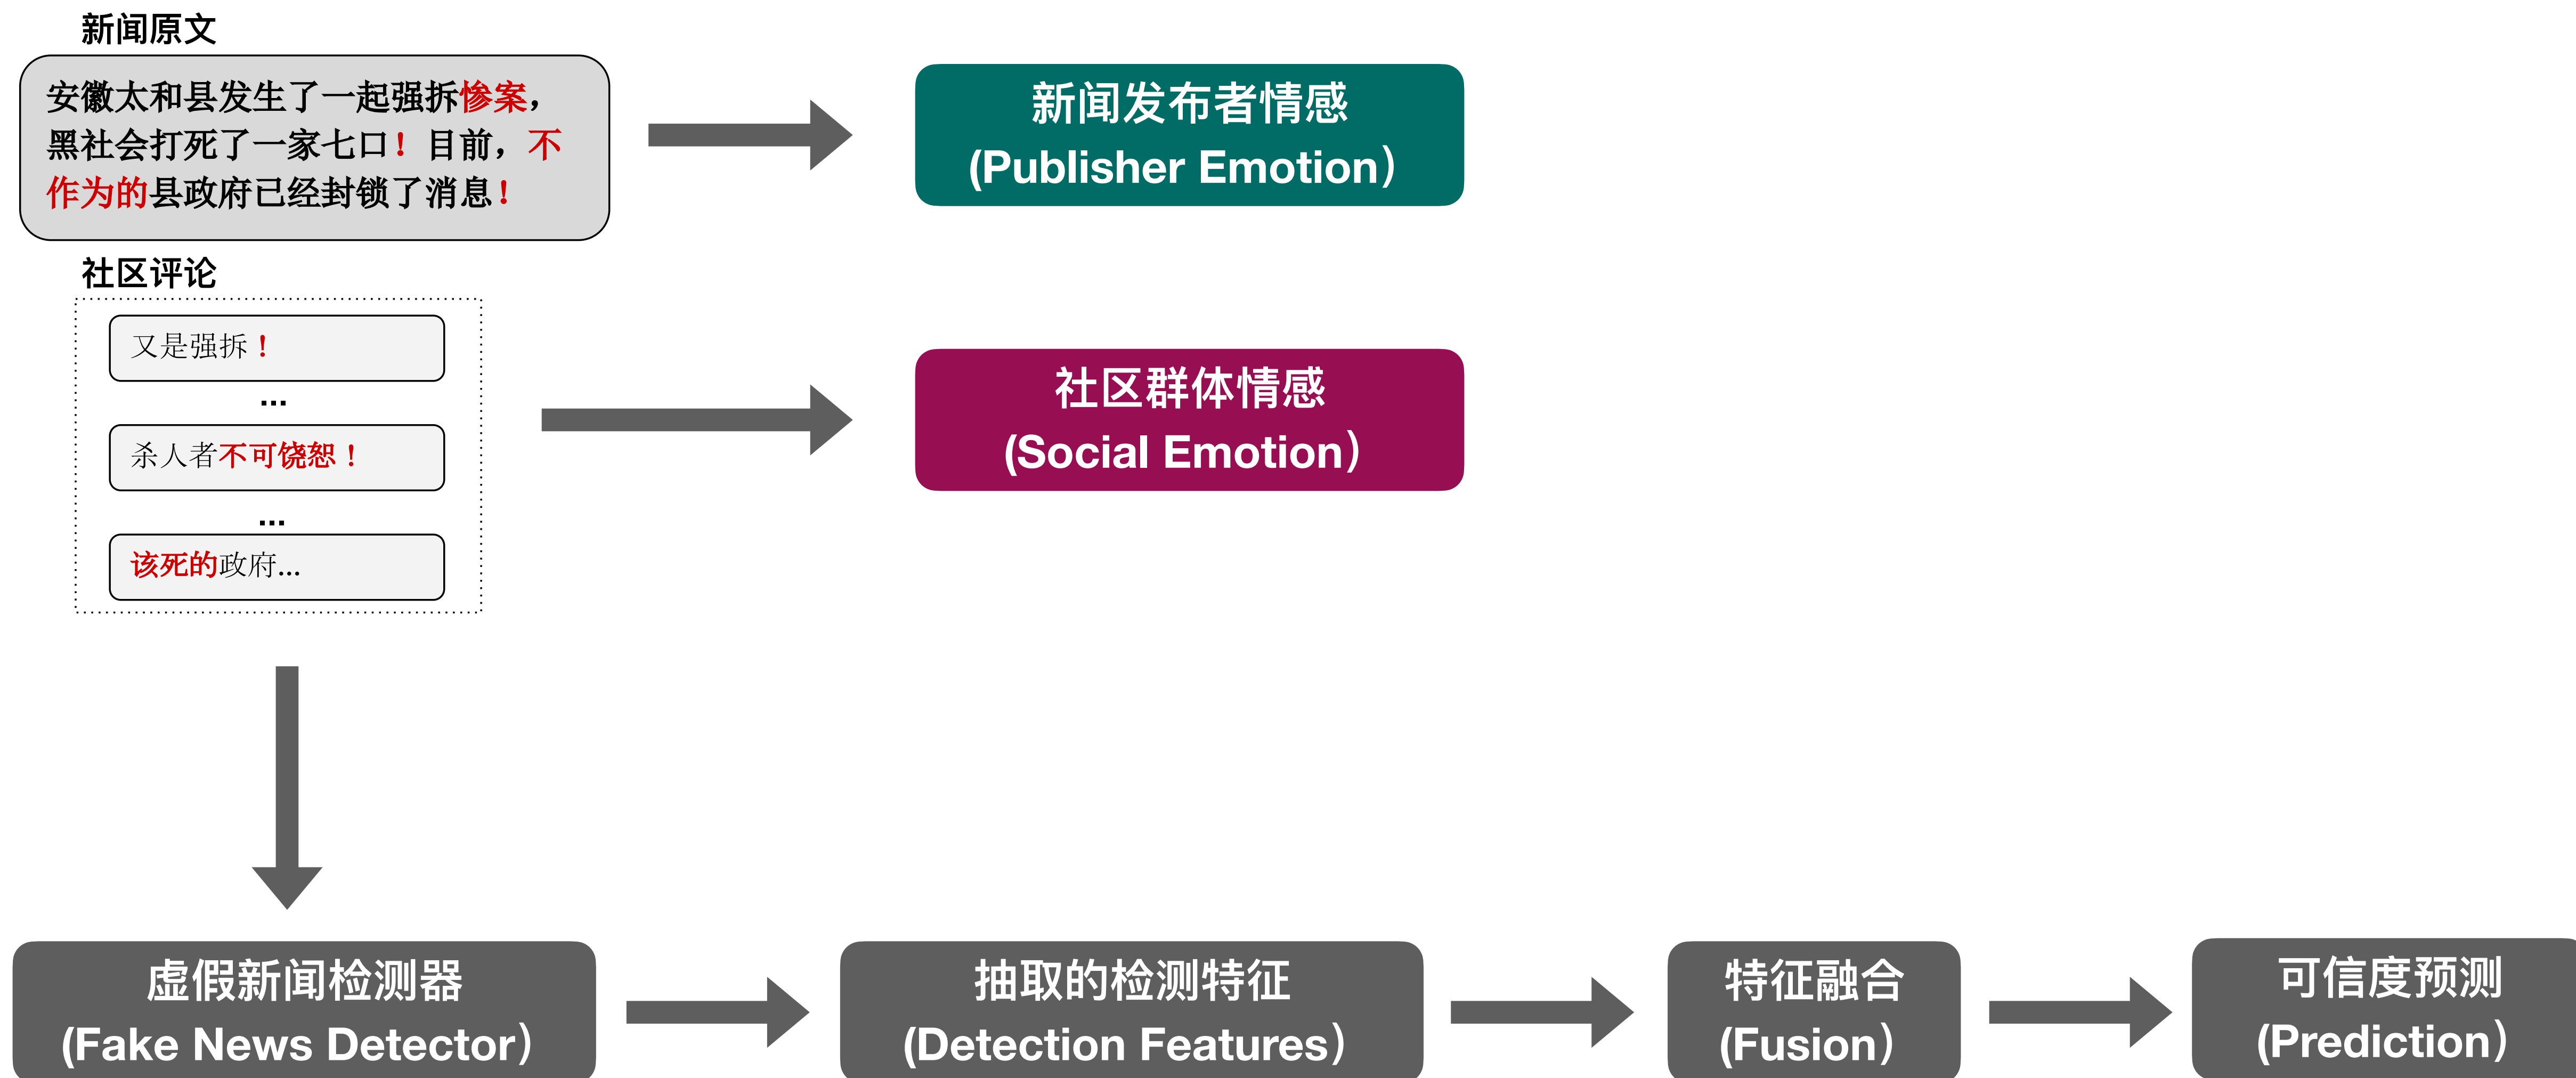 新闻原文
安徽太和县发生了一起强拆惨案，
黑社会打死了一家七口！目前，不
作为的县政府已经封锁了消息！
新闻发布者情感
(Publisher Emotion）
社区评论
又是强拆！
...
杀人者不可饶恕！
...
该死的政府...
社区群体情感
(Social Emotion）
虚假新闻检测器
(Fake News Detector）
抽取的检测特征
(Detection Features）
特征融合
(Fusion）
可信度预测
(Prediction）